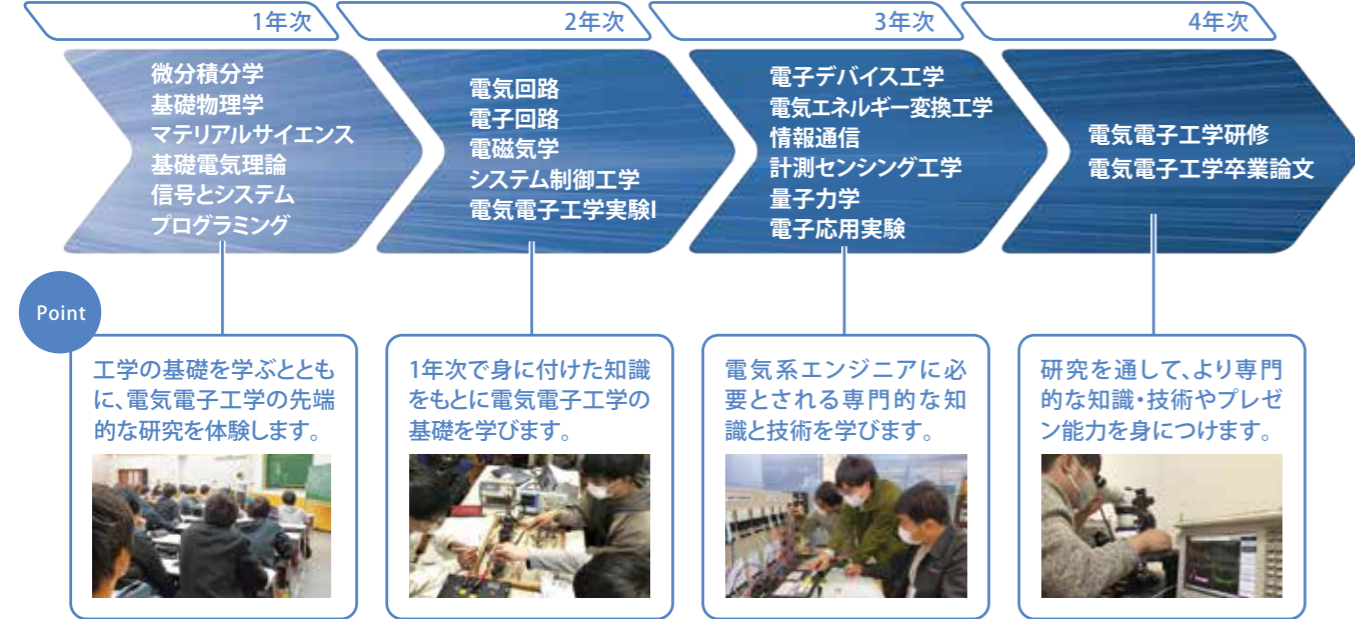 1年次
2年次
3年次
4年次
微分積分学
基礎物理学
マテリアルサイエンス
基礎電気理論
信号とシステム
プログラミング
電気回路
電子回路
電磁気学
システム制御工学
電気電子工学実験I
電子デバイス工学
電気エネルギー変換工学
情報通信
計測センシング工学
量子力学
電子応用実験
電気電子工学研修
電気電子工学卒業論文
Point
工学の基礎を学ぶととも
に、電気電子工学の先端
的な研究を体験します。
1年次で身に付けた知識
をもとに電気電子工学の
基礎を学びます。
電気系エンジニアに必
要とされる専門的な知
識と技術を学びます。
研究を通して、より専門
的な知識・技術やプレゼ
ン能力を身につけます。